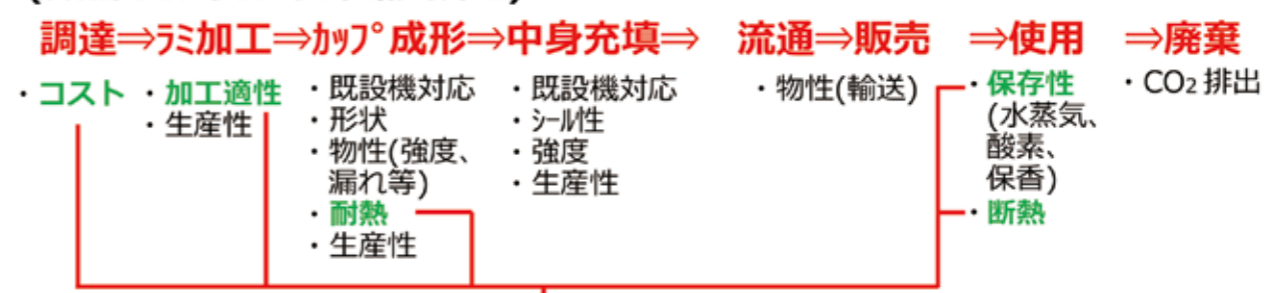 調達⇒ﾗﾐ加工⇒ｶｯﾌﾟ成形⇒中身充填⇒ 流通⇒販売 ⇒使用 ⇒廃棄
・コスト
・加工適性
・生産性
・既設機対応
・形状
・物性(強度、
漏れ等)
・耐熱
・生産性
・既設機対応
・ｼｰﾙ性
・強度
・生産性
・物性(輸送)
・保存性
(水蒸気、
酸素、
保香)
・断熱
・CO₂排出